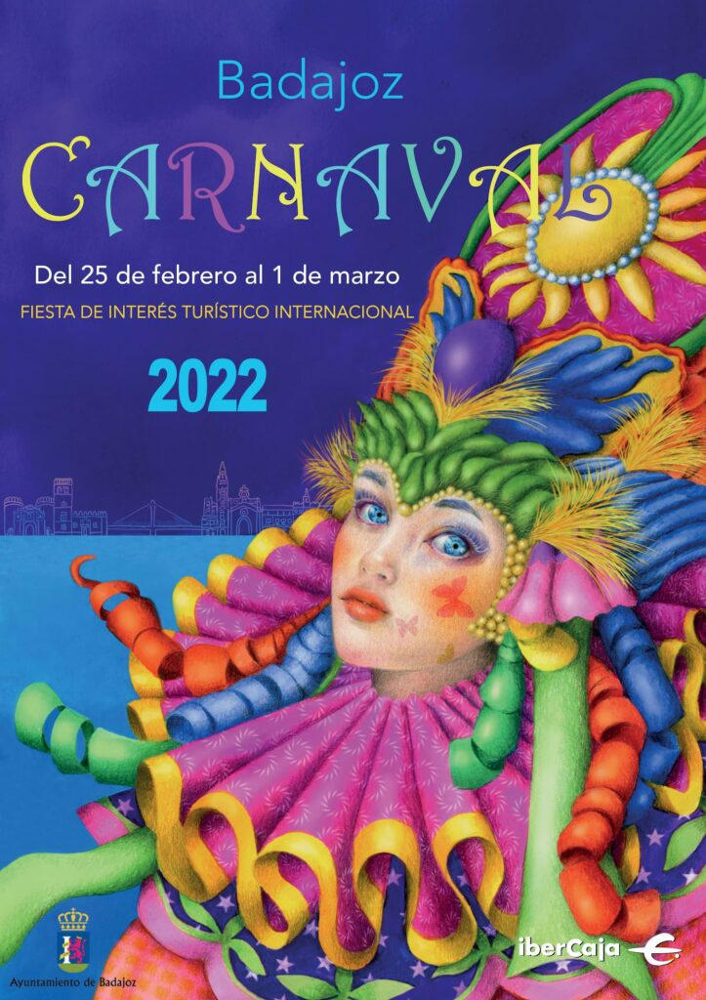 Badajoz
CARNAVAL
Del 25 de febrero al 1 de marzo
FIESTA DE INTERÉS TURÍSTICO INTERNACIONAL
2022
Ayuntamiento de Badajoz
iberCaja